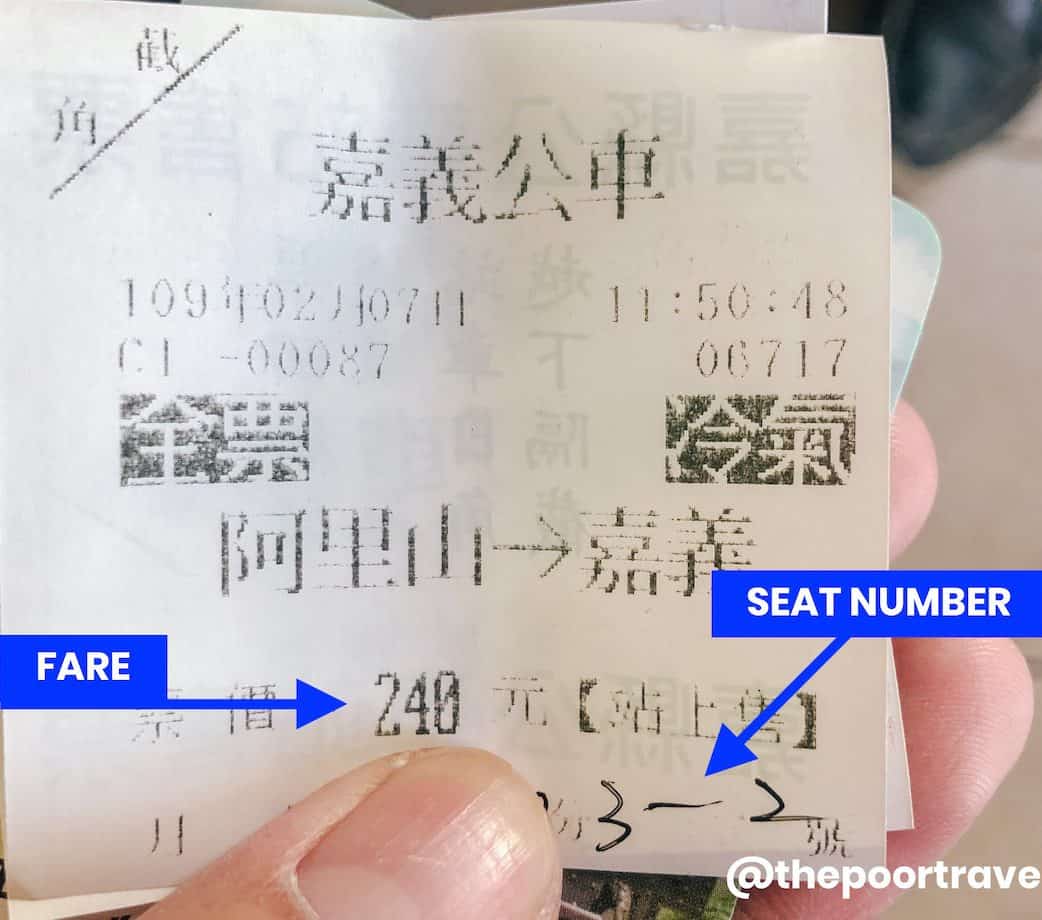 截
角
嘉義公車
109年02月07日 11:50:48
CI -00087 06717
全票 冷氣
阿里山→嘉義
SEAT NUMBER
FARE
票價 240 元【站上售】
月 3-2 號
@thepoortrave